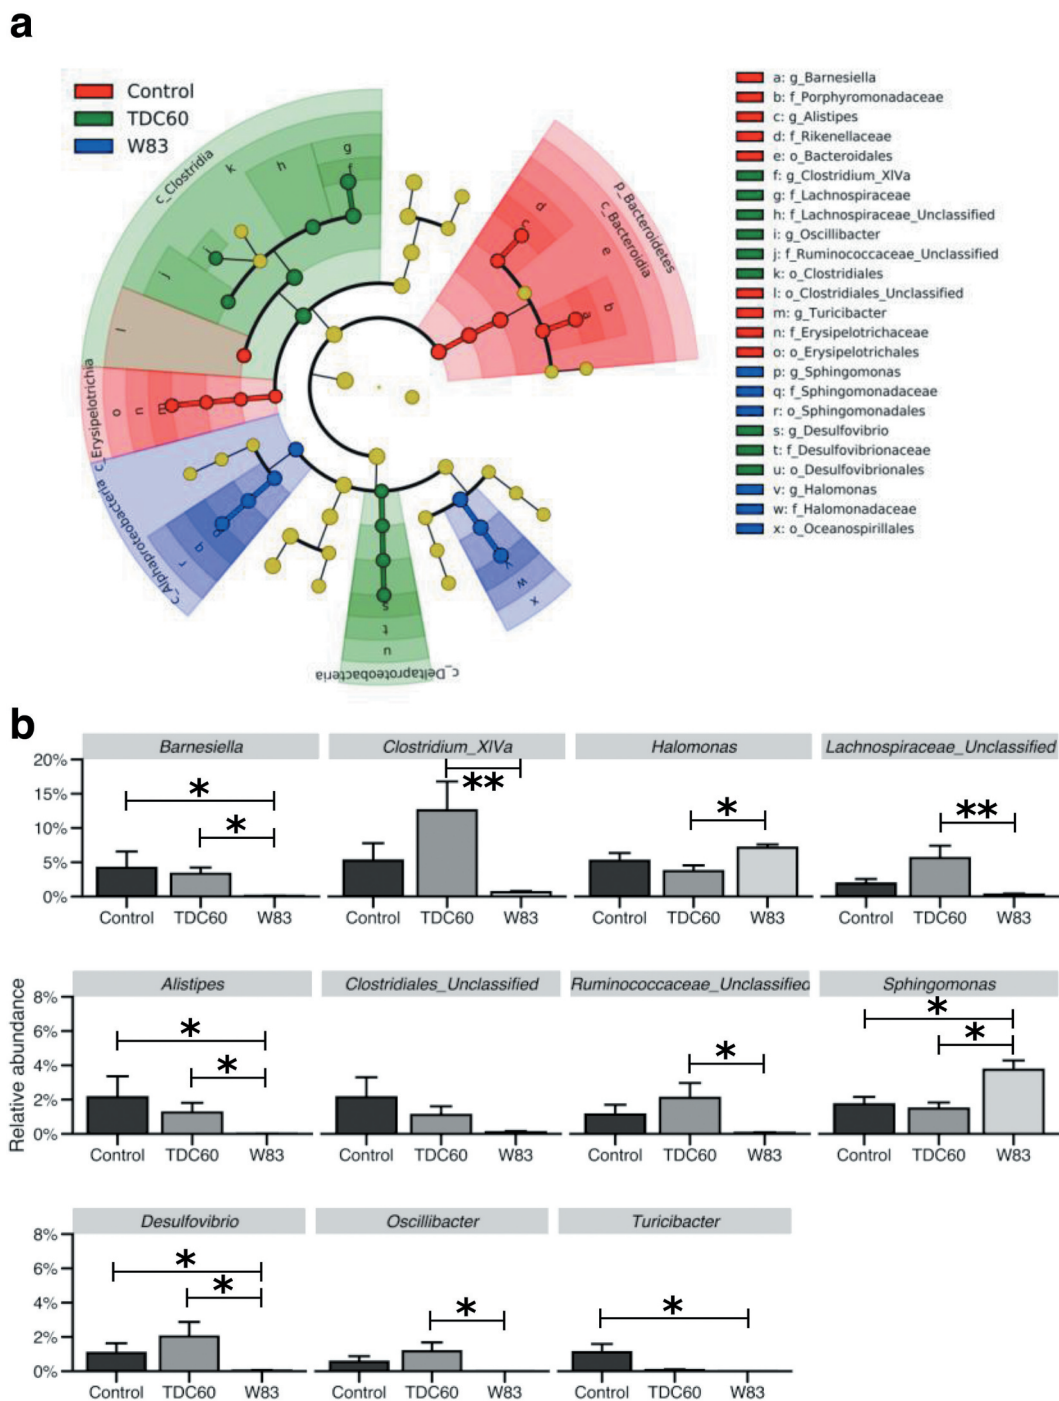 a
Control
TDC60
W83
c_Clostridia
k
h
g
f
i
j
l
c_Erysipelotrichia
o
n
m
c_Alphaproteobacteria
r
q
p
c_Deltaproteobacteria
u
t
s
v
w
x
p_Bacteroidetes
c_Bacteroidia
d
c
e
b
a
a: g_Barnesiella
b: f_Porphyromonadaceae
c: g_Alistipes
d: f_Rikenellaceae
e: o_Bacteroidales
f: g_Clostridium_XlVa
g: f_Lachnospiraceae
h: f_Lachnospiraceae_Unclassified
i: g_Oscillibacter
j: f_Ruminococcaceae_Unclassified
k: o_Clostridiales
l: o_Clostridiales_Unclassified
m: g_Turicibacter
n: f_Erysipelotrichaceae
o: o_Erysipelotrichales
p: g_Sphingomonas
q: f_Sphingomonadaceae
r: o_Sphingomonadales
s: g_Desulfovibrio
t: f_Desulfovibrionaceae
u: o_Desulfovibrionales
v: g_Halomonas
w: f_Halomonadaceae
x: o_Oceanospirillales
b
Relative abundance
Barnesiella Clostridium_XlVa Halomonas Lachnospiraceae_Unclassified
20%
15%
10%
5%
0%
* * ** * **
Control TDC60 W83 Control TDC60 W83 Control TDC60 W83 Control TDC60 W83
Alistipes Clostridiales_Unclassified Ruminococcaceae_Unclassified Sphingomonas
8%
6%
4%
2%
0%
* * * * *
Control TDC60 W83 Control TDC60 W83 Control TDC60 W83 Control TDC60 W83
Desulfovibrio Oscillibacter Turicibacter
8%
6%
4%
2%
0%
* * * *
Control TDC60 W83 Control TDC60 W83 Control TDC60 W83